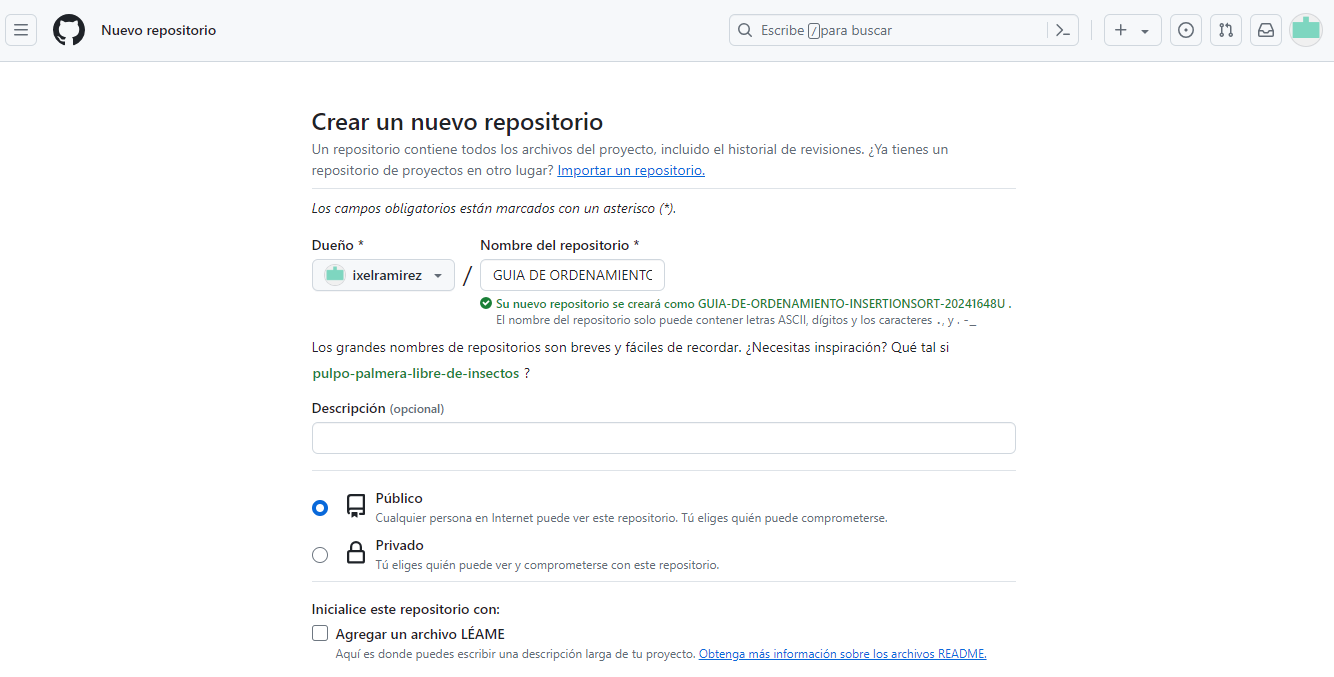 Nuevo repositorio
Escribe / para buscar
Crear un nuevo repositorio
Un repositorio contiene todos los archivos del proyecto, incluido el historial de revisiones. ¿Ya tienes un
repositorio de proyectos en otro lugar? Importar un repositorio.
Los campos obligatorios están marcados con un asterisco (*).
Dueño * Nombre del repositorio *
ixelramirez / GUIA DE ORDENAMIENTO
Su nuevo repositorio se creará como GUIA-DE-ORDENAMIENTO-INSERTIONSORT-20241648U .
El nombre del repositorio solo puede contener letras ASCII, dígitos y los caracteres ., y . -_
Los grandes nombres de repositorios son breves y fáciles de recordar. ¿Necesitas inspiración? Qué tal si
pulpo-palmera-libre-de-insectos ?
Descripción (opcional)
Público
Cualquier persona en Internet puede ver este repositorio. Tú eliges quién puede comprometerse.
Privado
Tú eliges quién puede ver y comprometerse con este repositorio.
Inicialice este repositorio con:
Agregar un archivo LÉAME
Aquí es donde puedes escribir una descripción larga de tu proyecto. Obtenga más información sobre los archivos README.